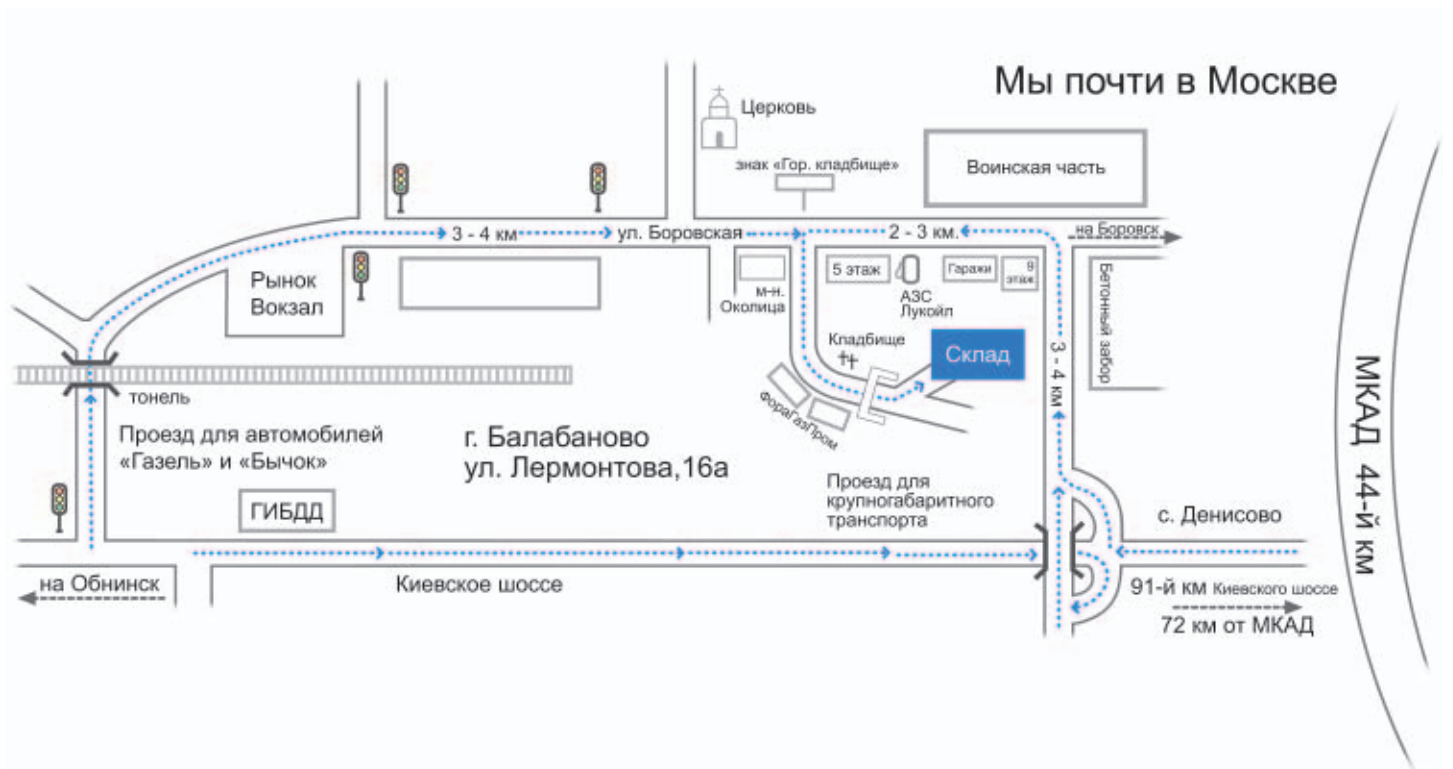 Мы почти в Москве
Церковь
знак «Гор. кладбище»
Воинская часть
3 - 4 км
ул. Боровская
2 - 3 км.
на Боровск
Рынок
Вокзал
м-н.
Околица
5 этаж
АЗС
Лукойл
Гаражи
9
этаж
Бетонный забор
Кладбище
Склад
3 - 4 км
МКАД 44-й км
тонель
ФораГазПром
Проезд для автомобилей
«Газель» и «Бычок»
г. Балабаново
ул. Лермонтова,16а
Проезд для
крупногабаритного
транспорта
ГИБДД
с. Денисово
на Обнинск
Киевское шоссе
91-й км Киевского шоссе
72 км от МКАД